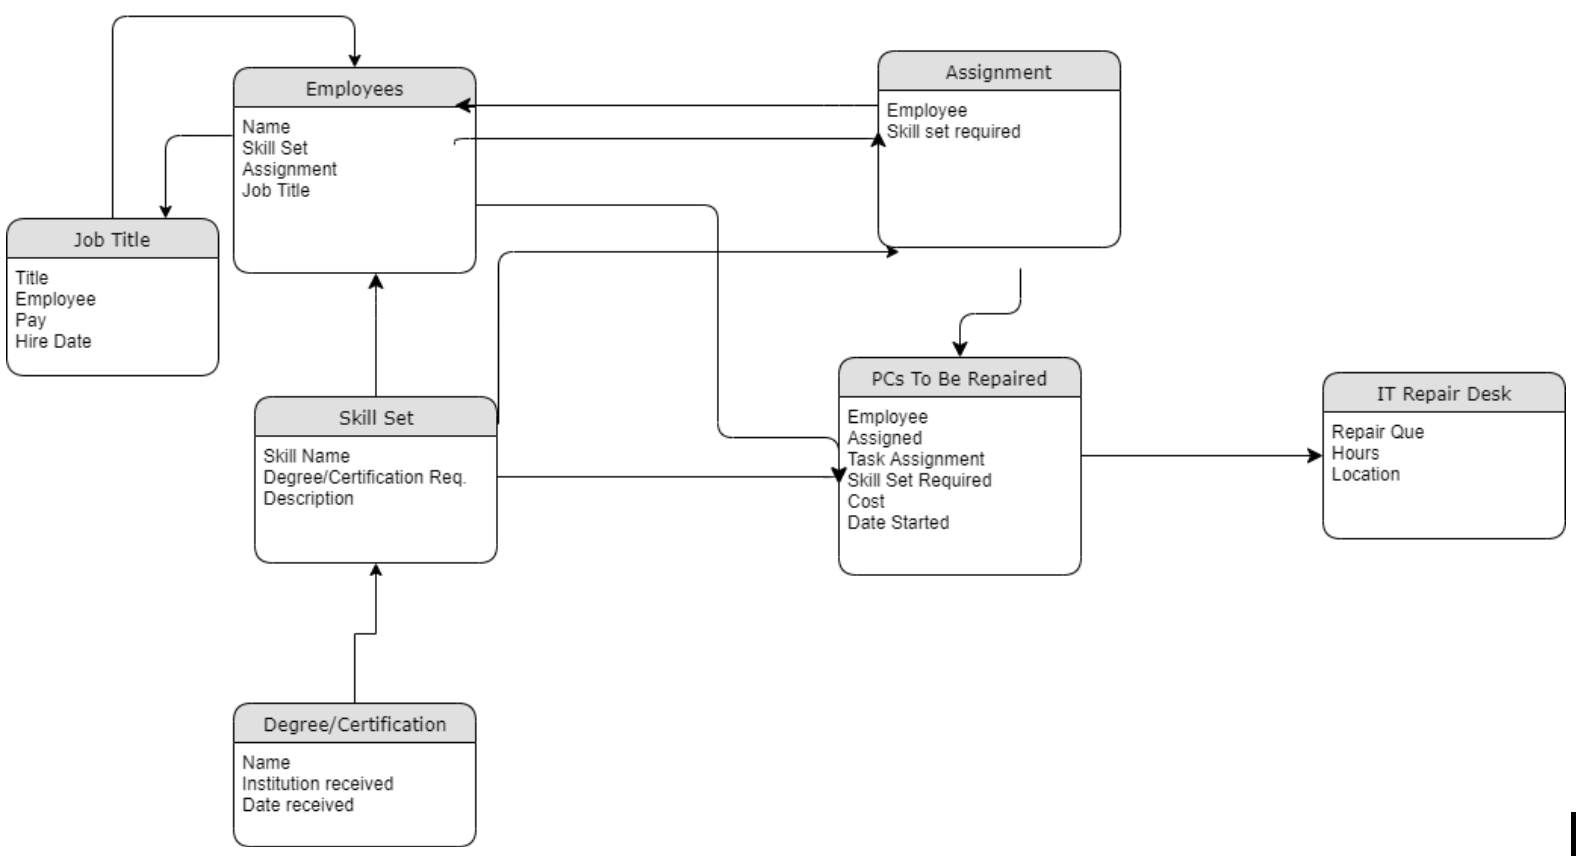 Employees
Name
Skill Set
Assignment
Job Title
Assignment
Employee
Skill set required
Job Title
Title
Employee
Pay
Hire Date
Skill Set
Skill Name
Degree/Certification Req.
Description
PCs To Be Repaired
Employee
Assigned
Task Assignment
Skill Set Required
Cost
Date Started
IT Repair Desk
Repair Que
Hours
Location
Degree/Certification
Name
Institution received
Date received